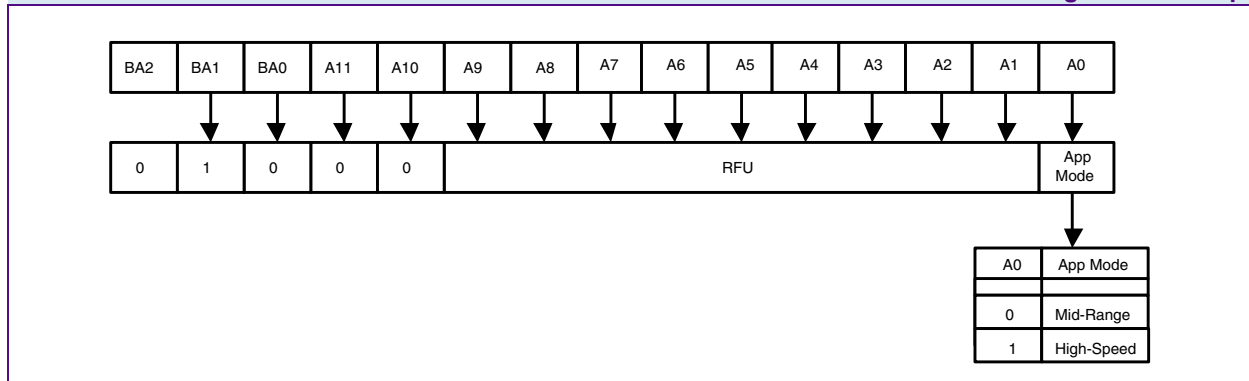 BA2 BA1 BA0 A11 A10 A9 A8 A7 A6 A5 A4 A3 A2 A1 A0
0 1 0 0 0 RFU App
Mode
A0 App Mode
0 Mid-Range
1 High-Speed